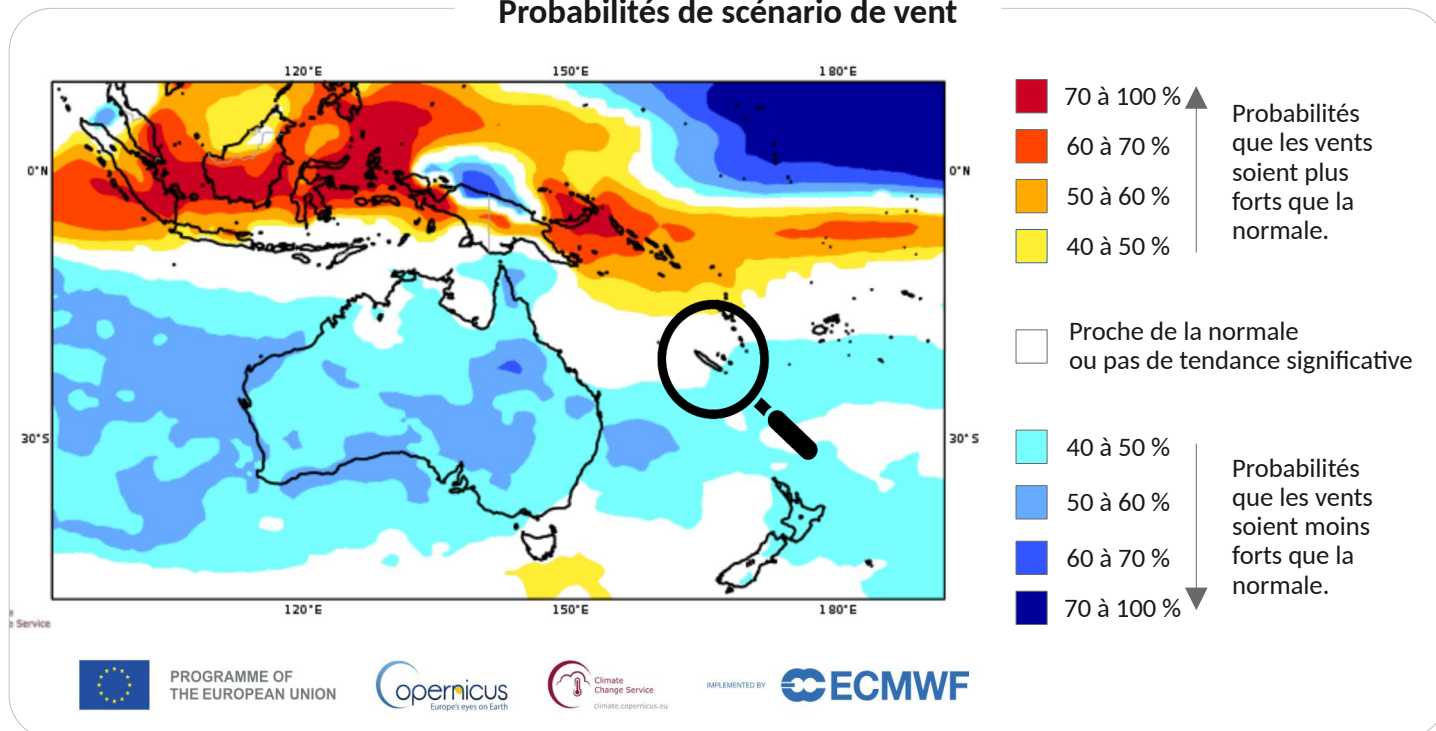 Probabilités de scénario de vent
120°E
150°E
180°E
0°N
0°N
30°S
30°S
120°E
150°E
180°E
e Service
70 à 100 %
60 à 70 %
50 à 60 %
40 à 50 %
Probabilités
que les vents
soient plus
forts que la
normale.
Proche de la normale
ou pas de tendance significative
40 à 50 %
50 à 60 %
60 à 70 %
70 à 100 %
Probabilités
que les vents
soient moins
forts que la
normale.
PROGRAMME OF
THE EUROPEAN UNION
opernicus
Europe's eyes on Earth
Climate
Change Service
climate.copernicus.eu
IMPLEMENTED BY
ECMWF